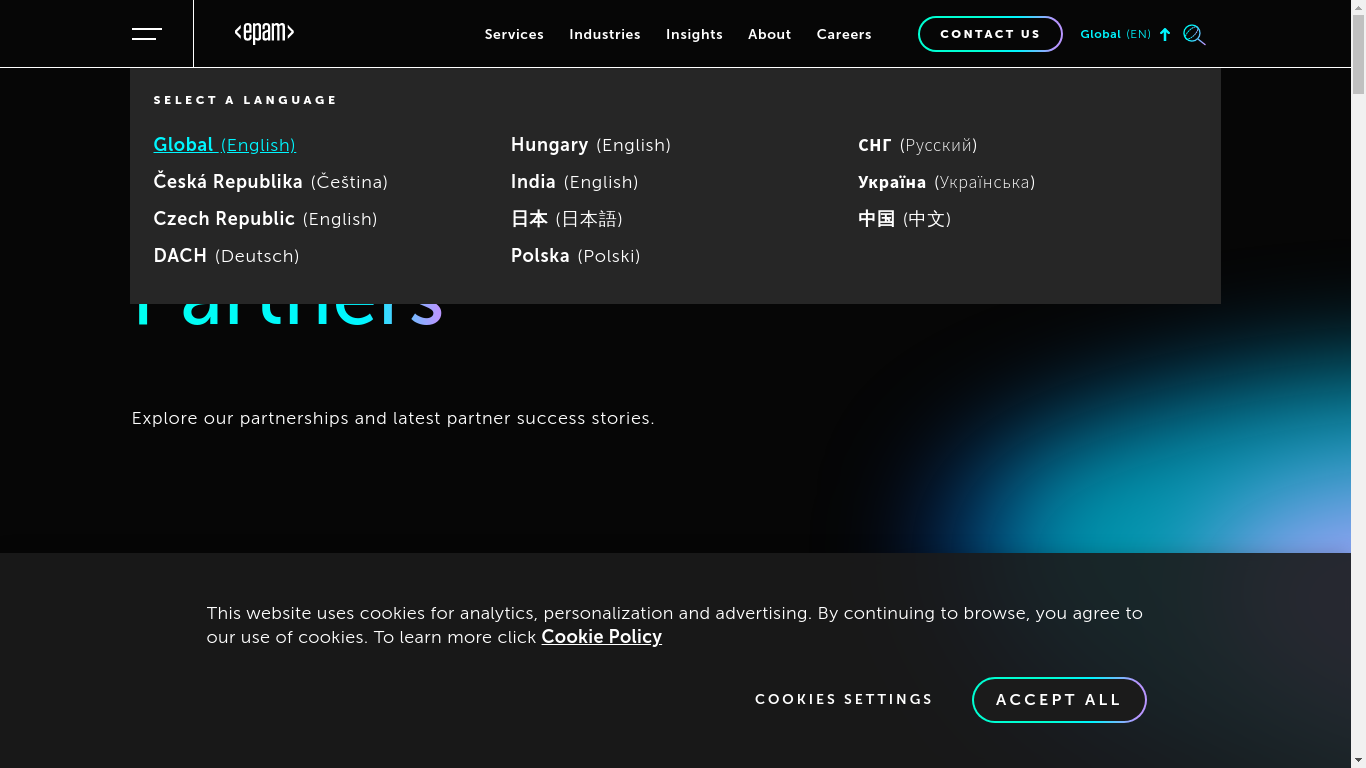 <epam>
Services Industries Insights About Careers CONTACT US Global (EN)
SELECT A LANGUAGE
Global (English)
Česká Republika (Čeština)
Czech Republic (English)
DACH (Deutsch)
Hungary (English)
India (English)
日本 (日本語)
Polska (Polski)
СНГ (Русский)
Україна (Українська)
中国 (中文)
Partners
Explore our partnerships and latest partner success stories.
This website uses cookies for analytics, personalization and advertising. By continuing to browse, you agree to
our use of cookies. To learn more click Cookie Policy
COOKIES SETTINGS ACCEPT ALL